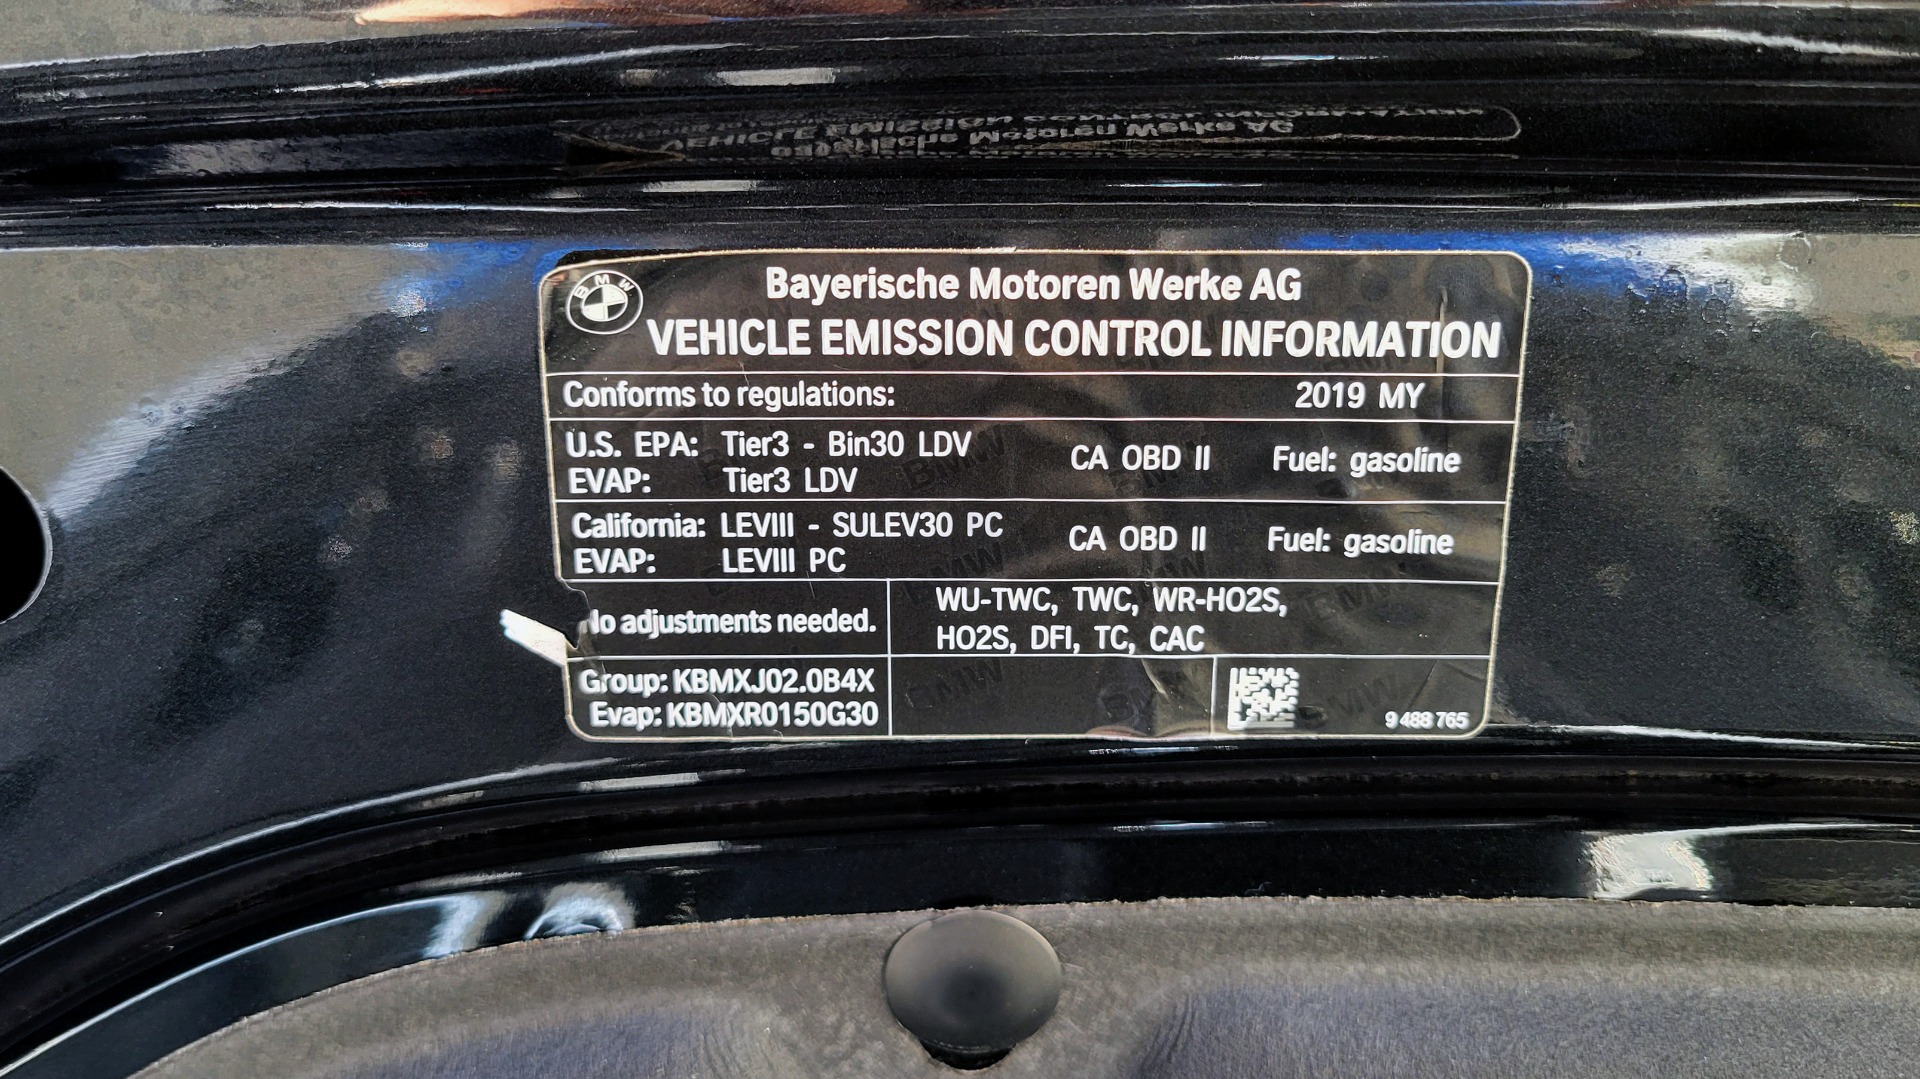 BMW
Bayerische Motoren Werke AG
VEHICLE EMISSION CONTROL INFORMATION
Conforms to regulations: 2019 MY
U.S. EPA: Tier3 - Bin30 LDV CA OBD II Fuel: gasoline
EVAP: Tier3 LDV
California: LEVIII - SULEV30 PC CA OBD II Fuel: gasoline
EVAP: LEVIII PC
No adjustments needed.
WU-TWC, TWC, WR-HO2S,
HO2S, DFI, TC, CAC
Group: KBMXJ02.0B4X
Evap: KBMXR0150G30
9 488 765